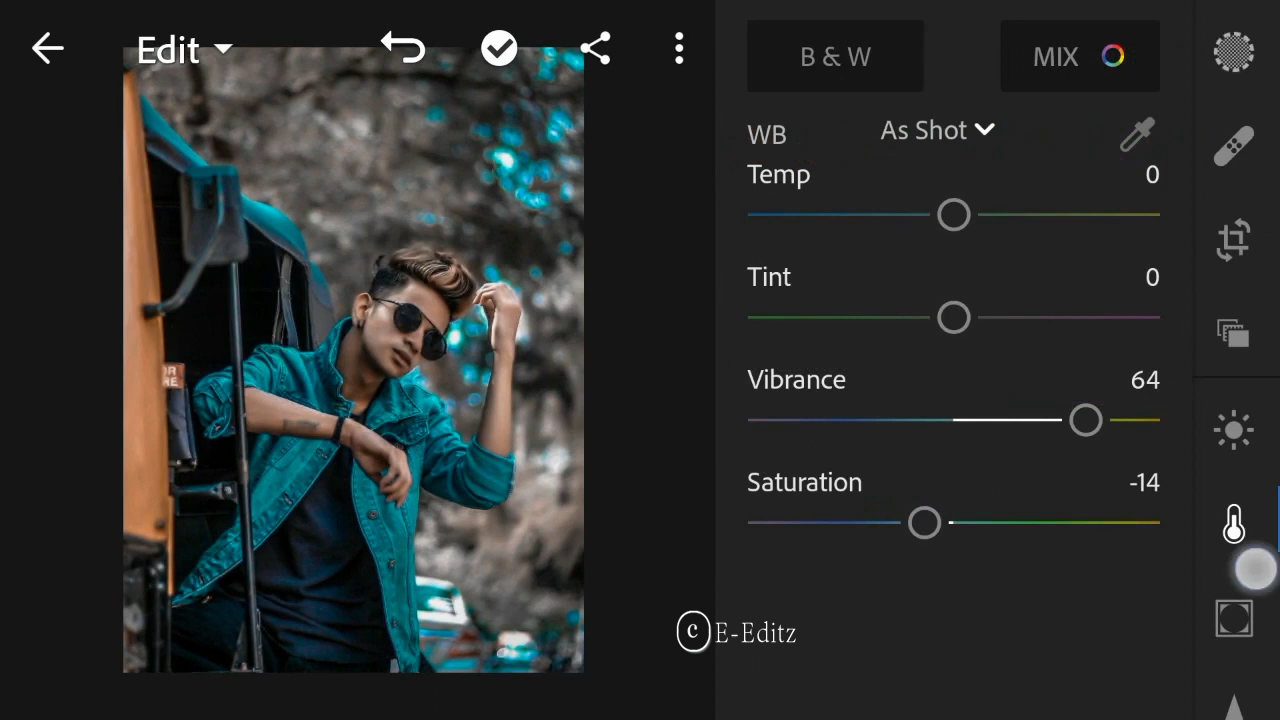 Edit
B & W
MIX
WB
As Shot
Temp
0
Tint
0
Vibrance
64
Saturation
-14
c E-Editz